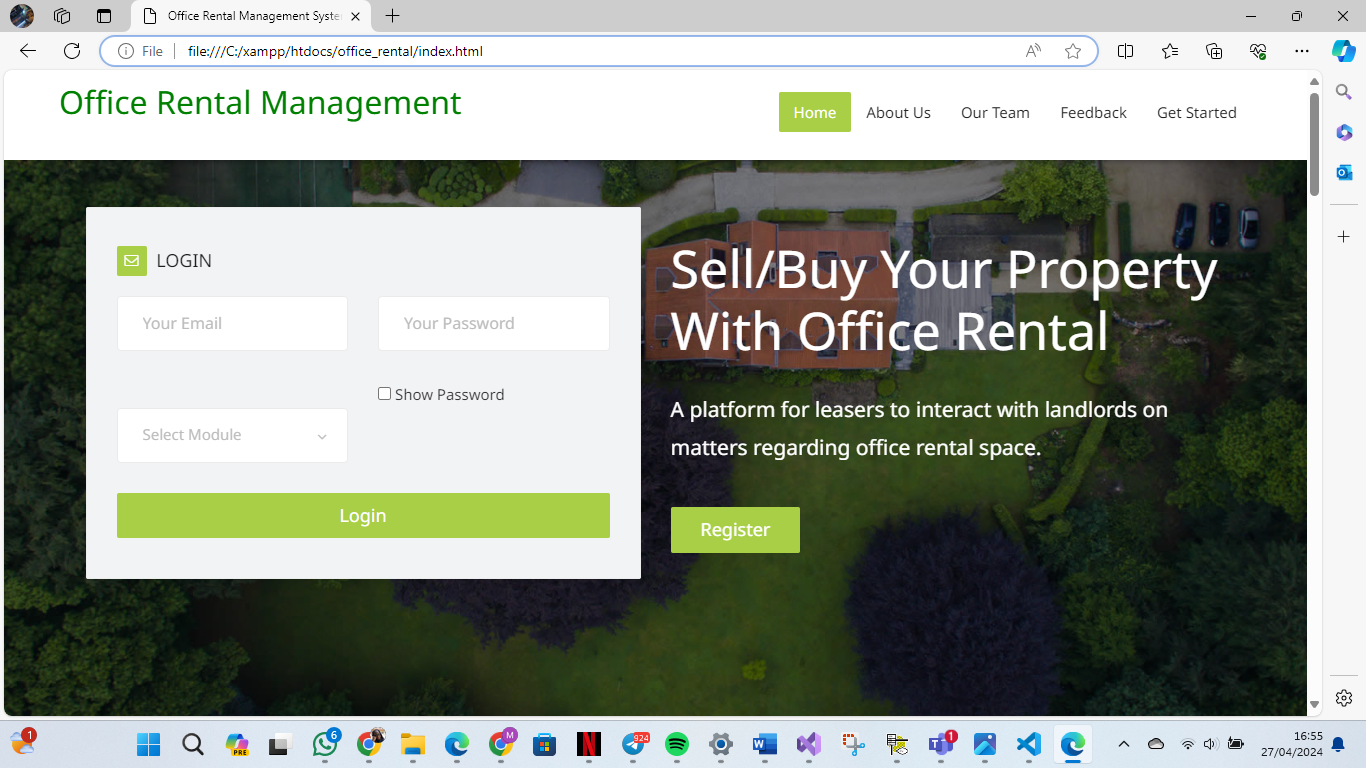 Office Rental Management Syste
File
file:///C:/xampp/htdocs/office_rental/index.html
Office Rental Management
Home
About Us
Our Team
Feedback
Get Started
LOGIN
Your Email
Your Password
Show Password
Select Module
Login
Sell/Buy Your Property
With Office Rental
A platform for leasers to interact with landlords on
matters regarding office rental space.
Register
1
PRE
6
M
924
1
16:55
27/04/2024